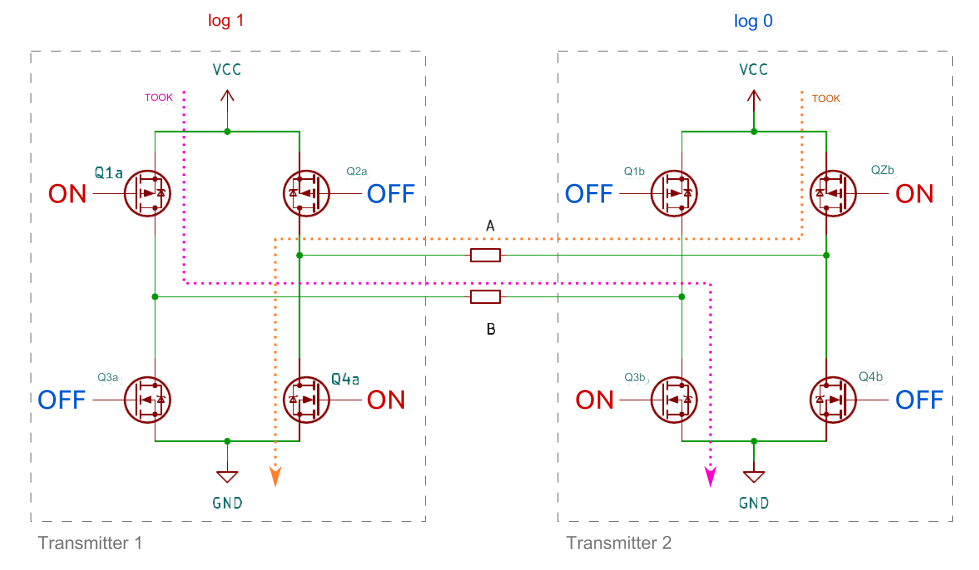 log 1
log 0
VCC
VCC
TOOK
TOOK
Q1a
Q2a
Q1b
QZb
ON
OFF
OFF
ON
A
B
Q3a
Q4a
Q3b
Q4b
OFF
ON
ON
OFF
GND
GND
Transmitter 1
Transmitter 2